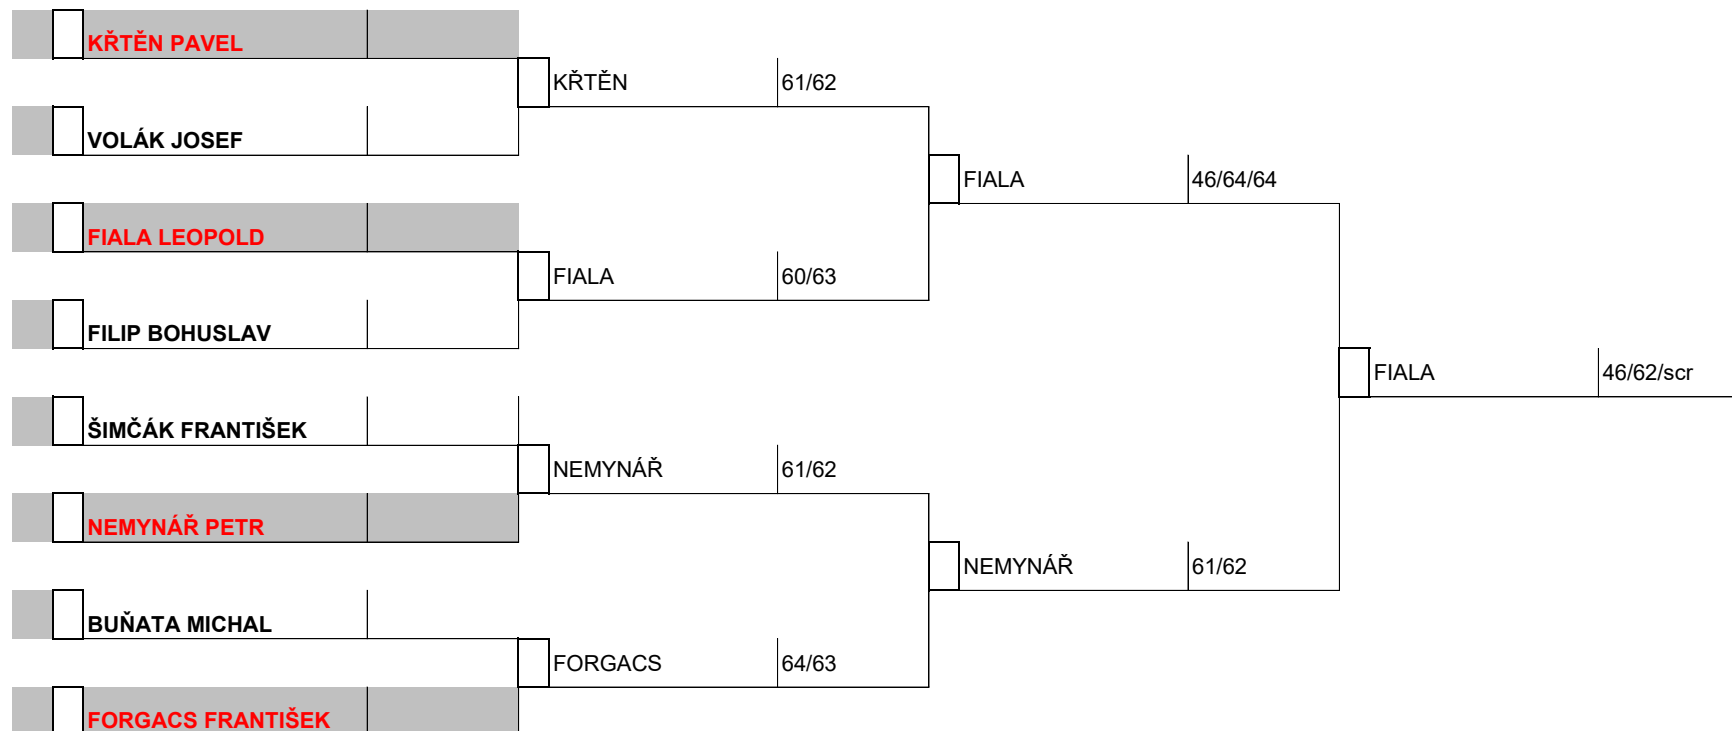 KŘTĚN PAVEL
KŘTĚN 61/62
VOLÁK JOSEF
FIALA 46/64/64
FIALA LEOPOLD
FIALA 60/63
FILIP BOHUSLAV
FIALA 46/62/scr
ŠIMČÁK FRANTIŠEK
NEMYNÁŘ 61/62
NEMYNÁŘ PETR
NEMYNÁŘ 61/62
BUŇATA MICHAL
FORGACS 64/63
FORGACS FRANTIŠEK